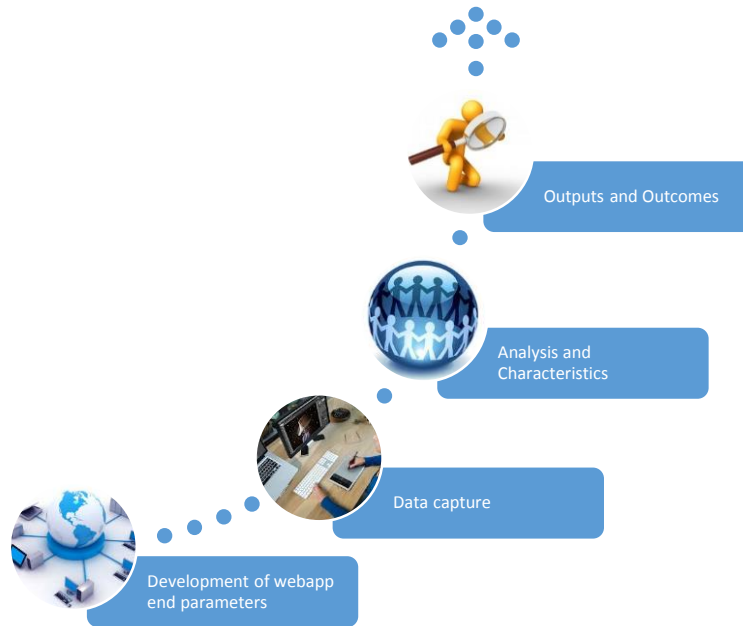 Outputs and Outcomes
Analysis and
Characteristics
Data capture
Development of webapp
end parameters